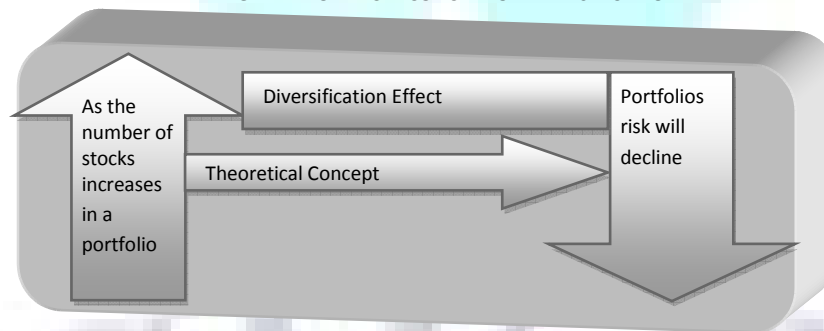 As the
number of
stocks
increases
in a
portfolio
Diversification Effect
Theoretical Concept
Portfolios
risk will
decline